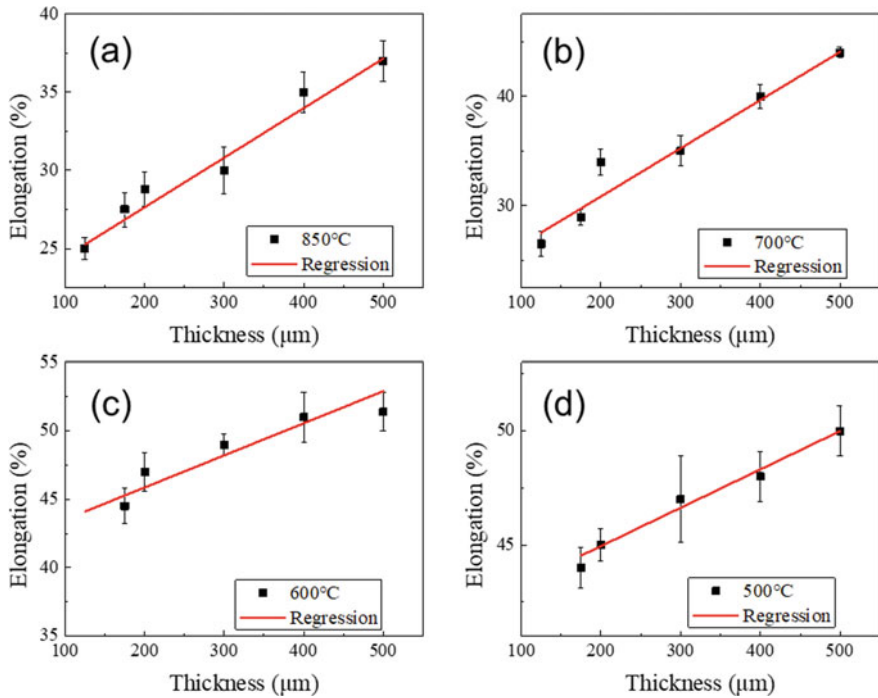 (a)
40
35
30
25
Elongation (%)
850°C
Regression
100 200 300 400 500
Thickness (μm)
(b)
40
30
Elongation (%)
700°C
Regression
100 200 300 400 500
Thickness (μm)
(c)
55
50
45
40
35
Elongation (%)
600°C
Regression
100 200 300 400 500
Thickness (μm)
(d)
50
45
Elongation (%)
500°C
Regression
100 200 300 400 500
Thickness (μm)